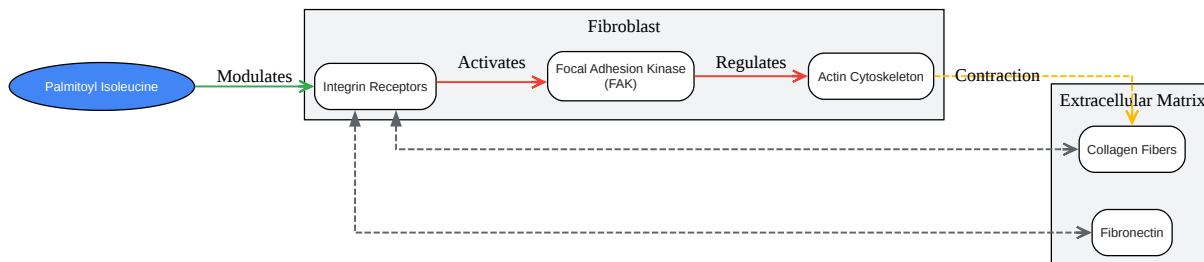 Fibroblast
Palmitoyl Isoleucine
Modulates
Integrin Receptors
Activates
Focal Adhesion Kinase
(FAK)
Regulates
Actin Cytoskeleton
Contraction
Extracellular Matrix
Collagen Fibers
Fibronectin